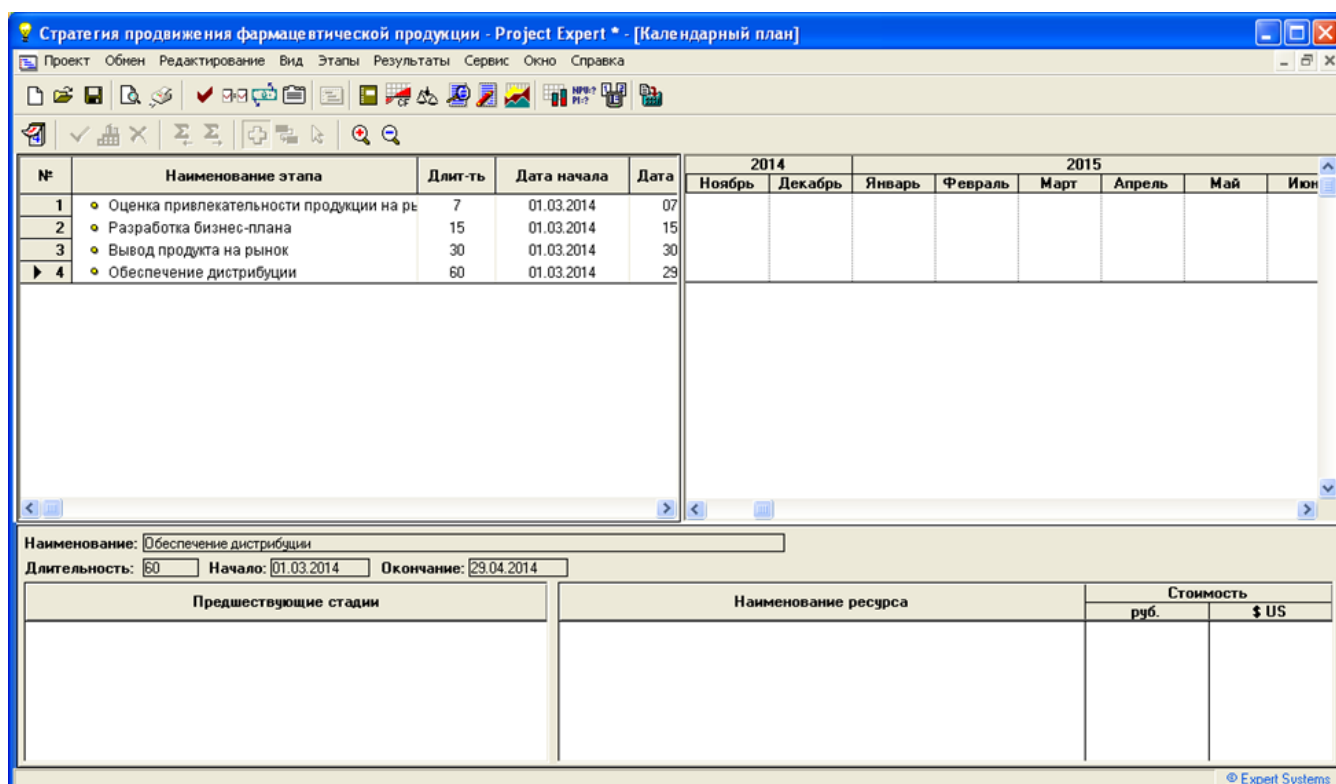 Стратегия продвижения фармацевтической продукции - Project Expert * - [Календарный план]
Проект Обмен Редактирование Вид Этапы Результаты Сервис Окно Справка
№ Наименование этапа Длит-ть Дата начала Дата 2014 2015
Ноябрь Декабрь Январь Февраль Март Апрель Май Июн
1 Оценка привлекательности продукции на ры 7 01.03.2014 07
2 Разработка бизнес-плана 15 01.03.2014 15
3 Вывод продукта на рынок 30 01.03.2014 30
4 Обеспечение дистрибуции 60 01.03.2014 29
Наименование: Обеспечение дистрибуции
Длительность: 60 Начало: 01.03.2014 Окончание: 29.04.2014
Предшествующие стадии Наименование ресурса Стоимость
руб. $ US
© Expert Systems